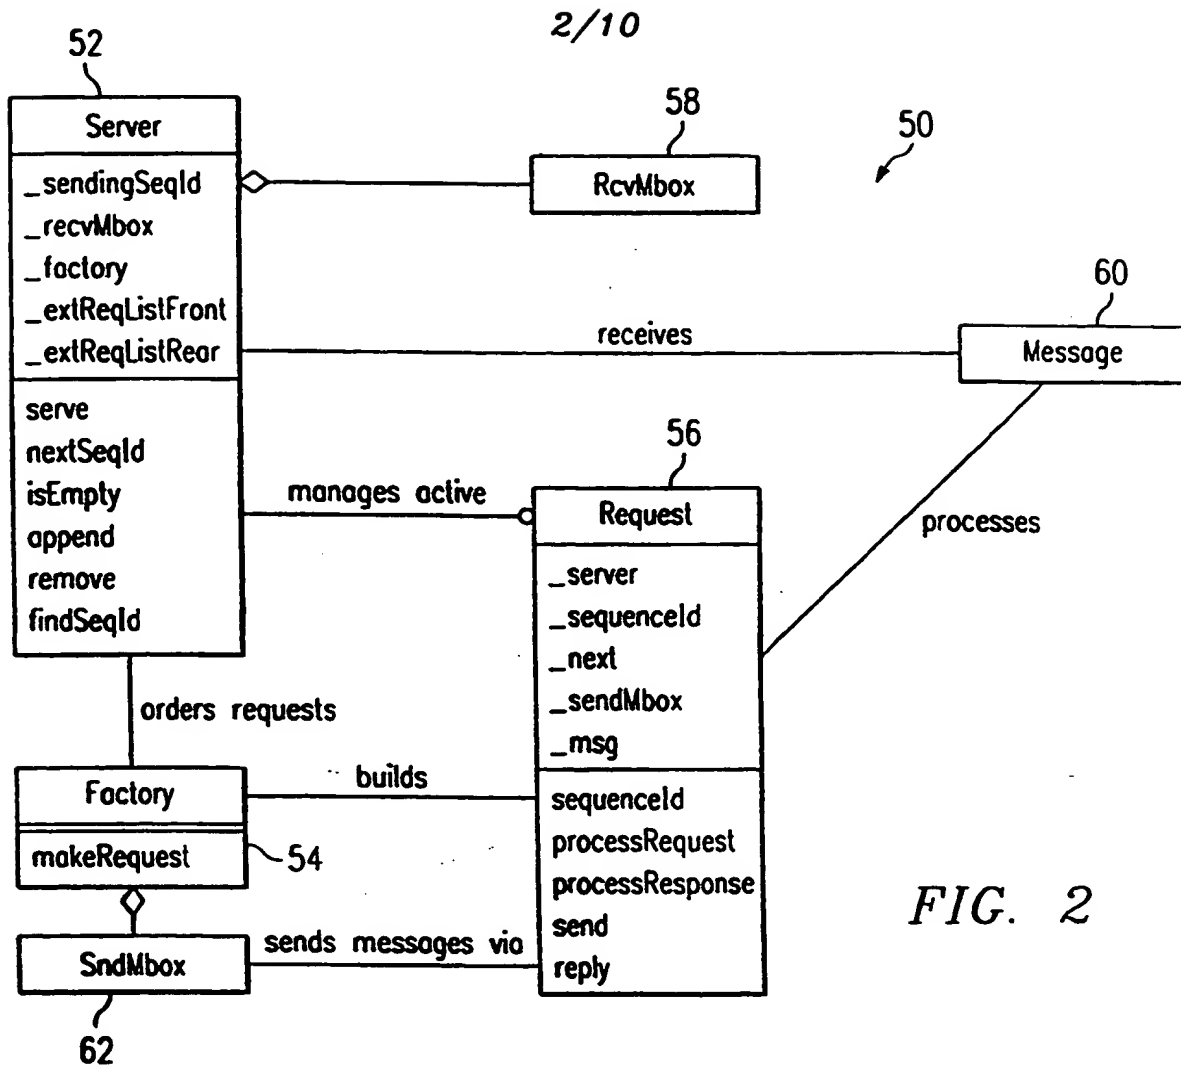 2/10
52
Server
_sendingSeqId
_recvMbox
_factory
_extReqListFront
_extReqListRear
serve
nextSeqId
isEmpty
append
remove
findSeqId
58
RcvMbox
50
receives
60
Message
manages active
56
Request
_server
_sequenceId
_next
_sendMbox
_msg
sequenceId
processRequest
processResponse
send
reply
processes
orders requests
Factory
makeRequest
54
builds
SndMbox
62
sends messages via
FIG. 2